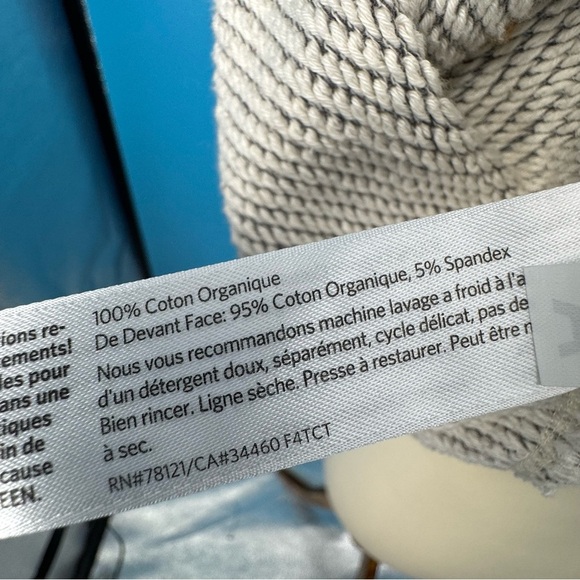 100% Coton Organique
De Devant Face: 95% Coton Organique, 5% Spandex
Nous vous recommandons machine lavage a froid à l'a
d'un détergent doux, séparément, cycle délicat, pas de
Bien rincer. Ligne sèche. Presse à restaurer. Peut être
à sec.
RN#78121/CA#34460 F4TCT
ions re-
ements!
les pour
ans une
tiques
in de
cause
EEN.